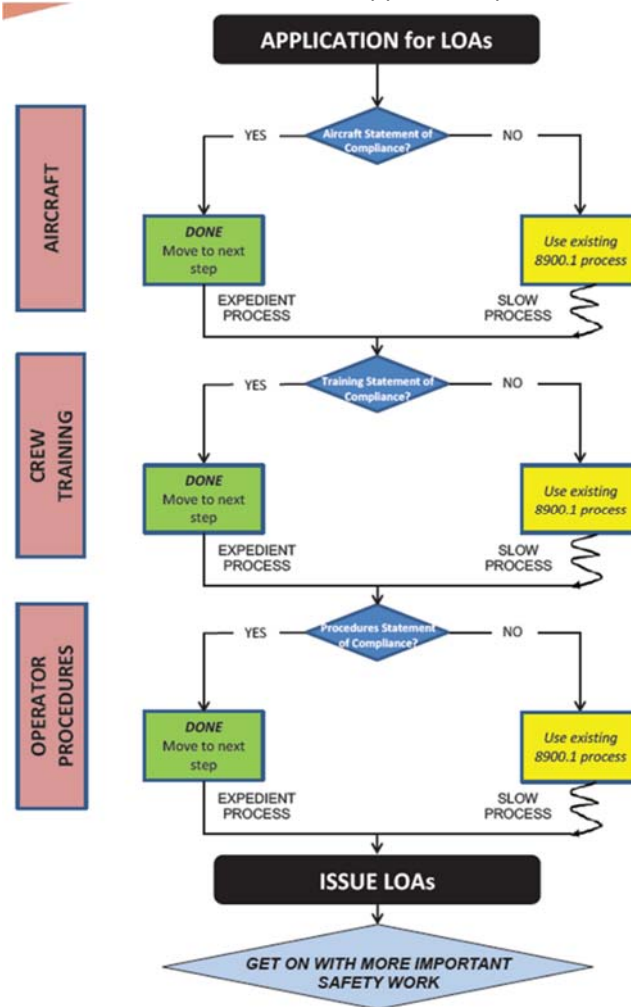 APPLICATION for LOAs
AIRCRAFT
YES
Aircraft Statement of
Compliance?
NO
DONE
Move to next
step
Use existing
8900.1 process
EXPEDIENT
PROCESS
SLOW
PROCESS
CREW
TRAINING
YES
Training Statement of
Compliance?
NO
DONE
Move to next
step
Use existing
8900.1 process
EXPEDIENT
PROCESS
SLOW
PROCESS
OPERATOR
PROCEDURES
YES
Procedures Statement
of Compliance?
NO
DONE
Move to next
step
Use existing
8900.1 process
EXPEDIENT
PROCESS
SLOW
PROCESS
ISSUE LOAs
GET ON WITH MORE IMPORTANT
SAFETY WORK